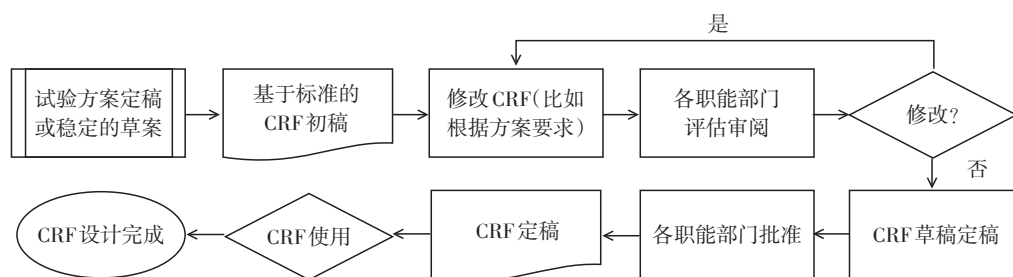 是
试验方案定稿
或稳定的草案
基于标准的
CRF初稿
修改CRF(比如
根据方案要求)
各职能部门
评估审阅
修改?
否
CRF草稿定稿
各职能部门批准
CRF定稿
CRF使用
CRF设计完成